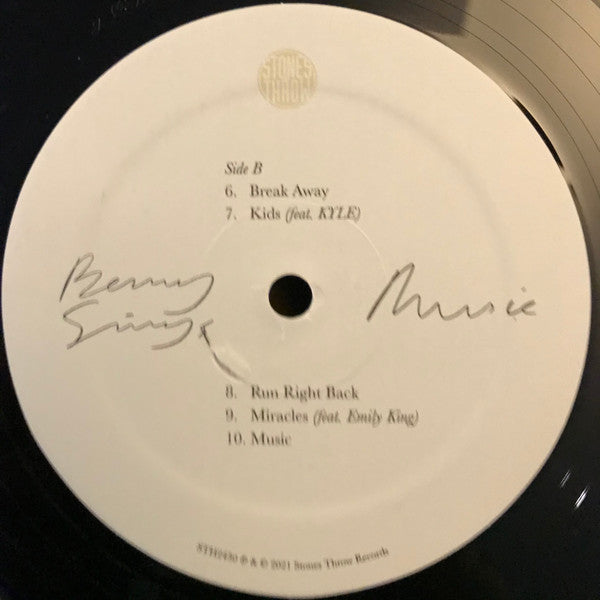 STONES
THROW
Side B
6. Break Away
7. Kids (feat. KYLE)
Benny
Sings
Music
8. Run Right Back
9. Miracles (feat. Emily King)
10. Music
STH2450 ℗ & © 2021 Stones Throw Records